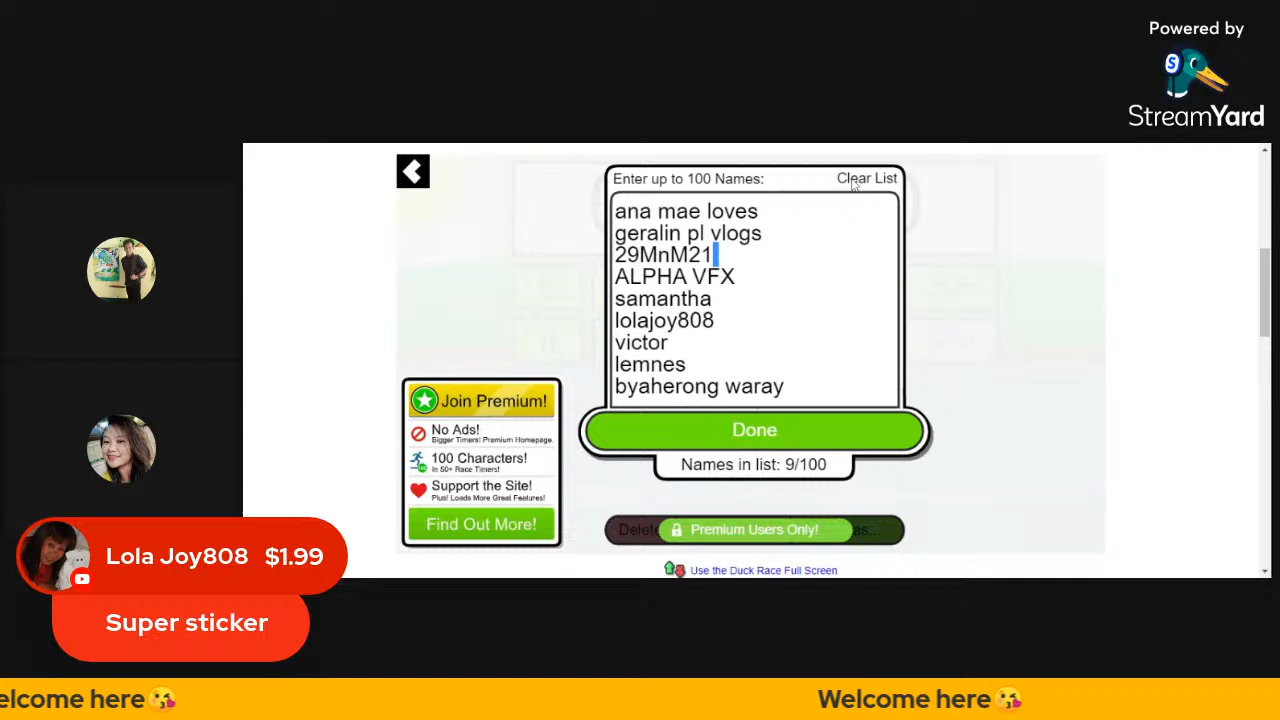 Powered by
StreamYard
Enter up to 100 Names:
Clear List
ana mae loves
geralin pl vlogs
29MnM21
ALPHA VFX
samantha
lolajoy808
victor
lemnes
byaherong waray
Done
Names in list: 9/100
Join Premium!
No Ads!
Bigger Timers! Premium Homepage.
100 Characters!
In 50+ Race Timers!
Support the Site!
Plus! Loads More Great Features!
Find Out More!
Delete
Premium Users Only!
as...
Use the Duck Race Full Screen
Lola Joy808 $1.99
Super sticker
elcome here😘
Welcome here😘